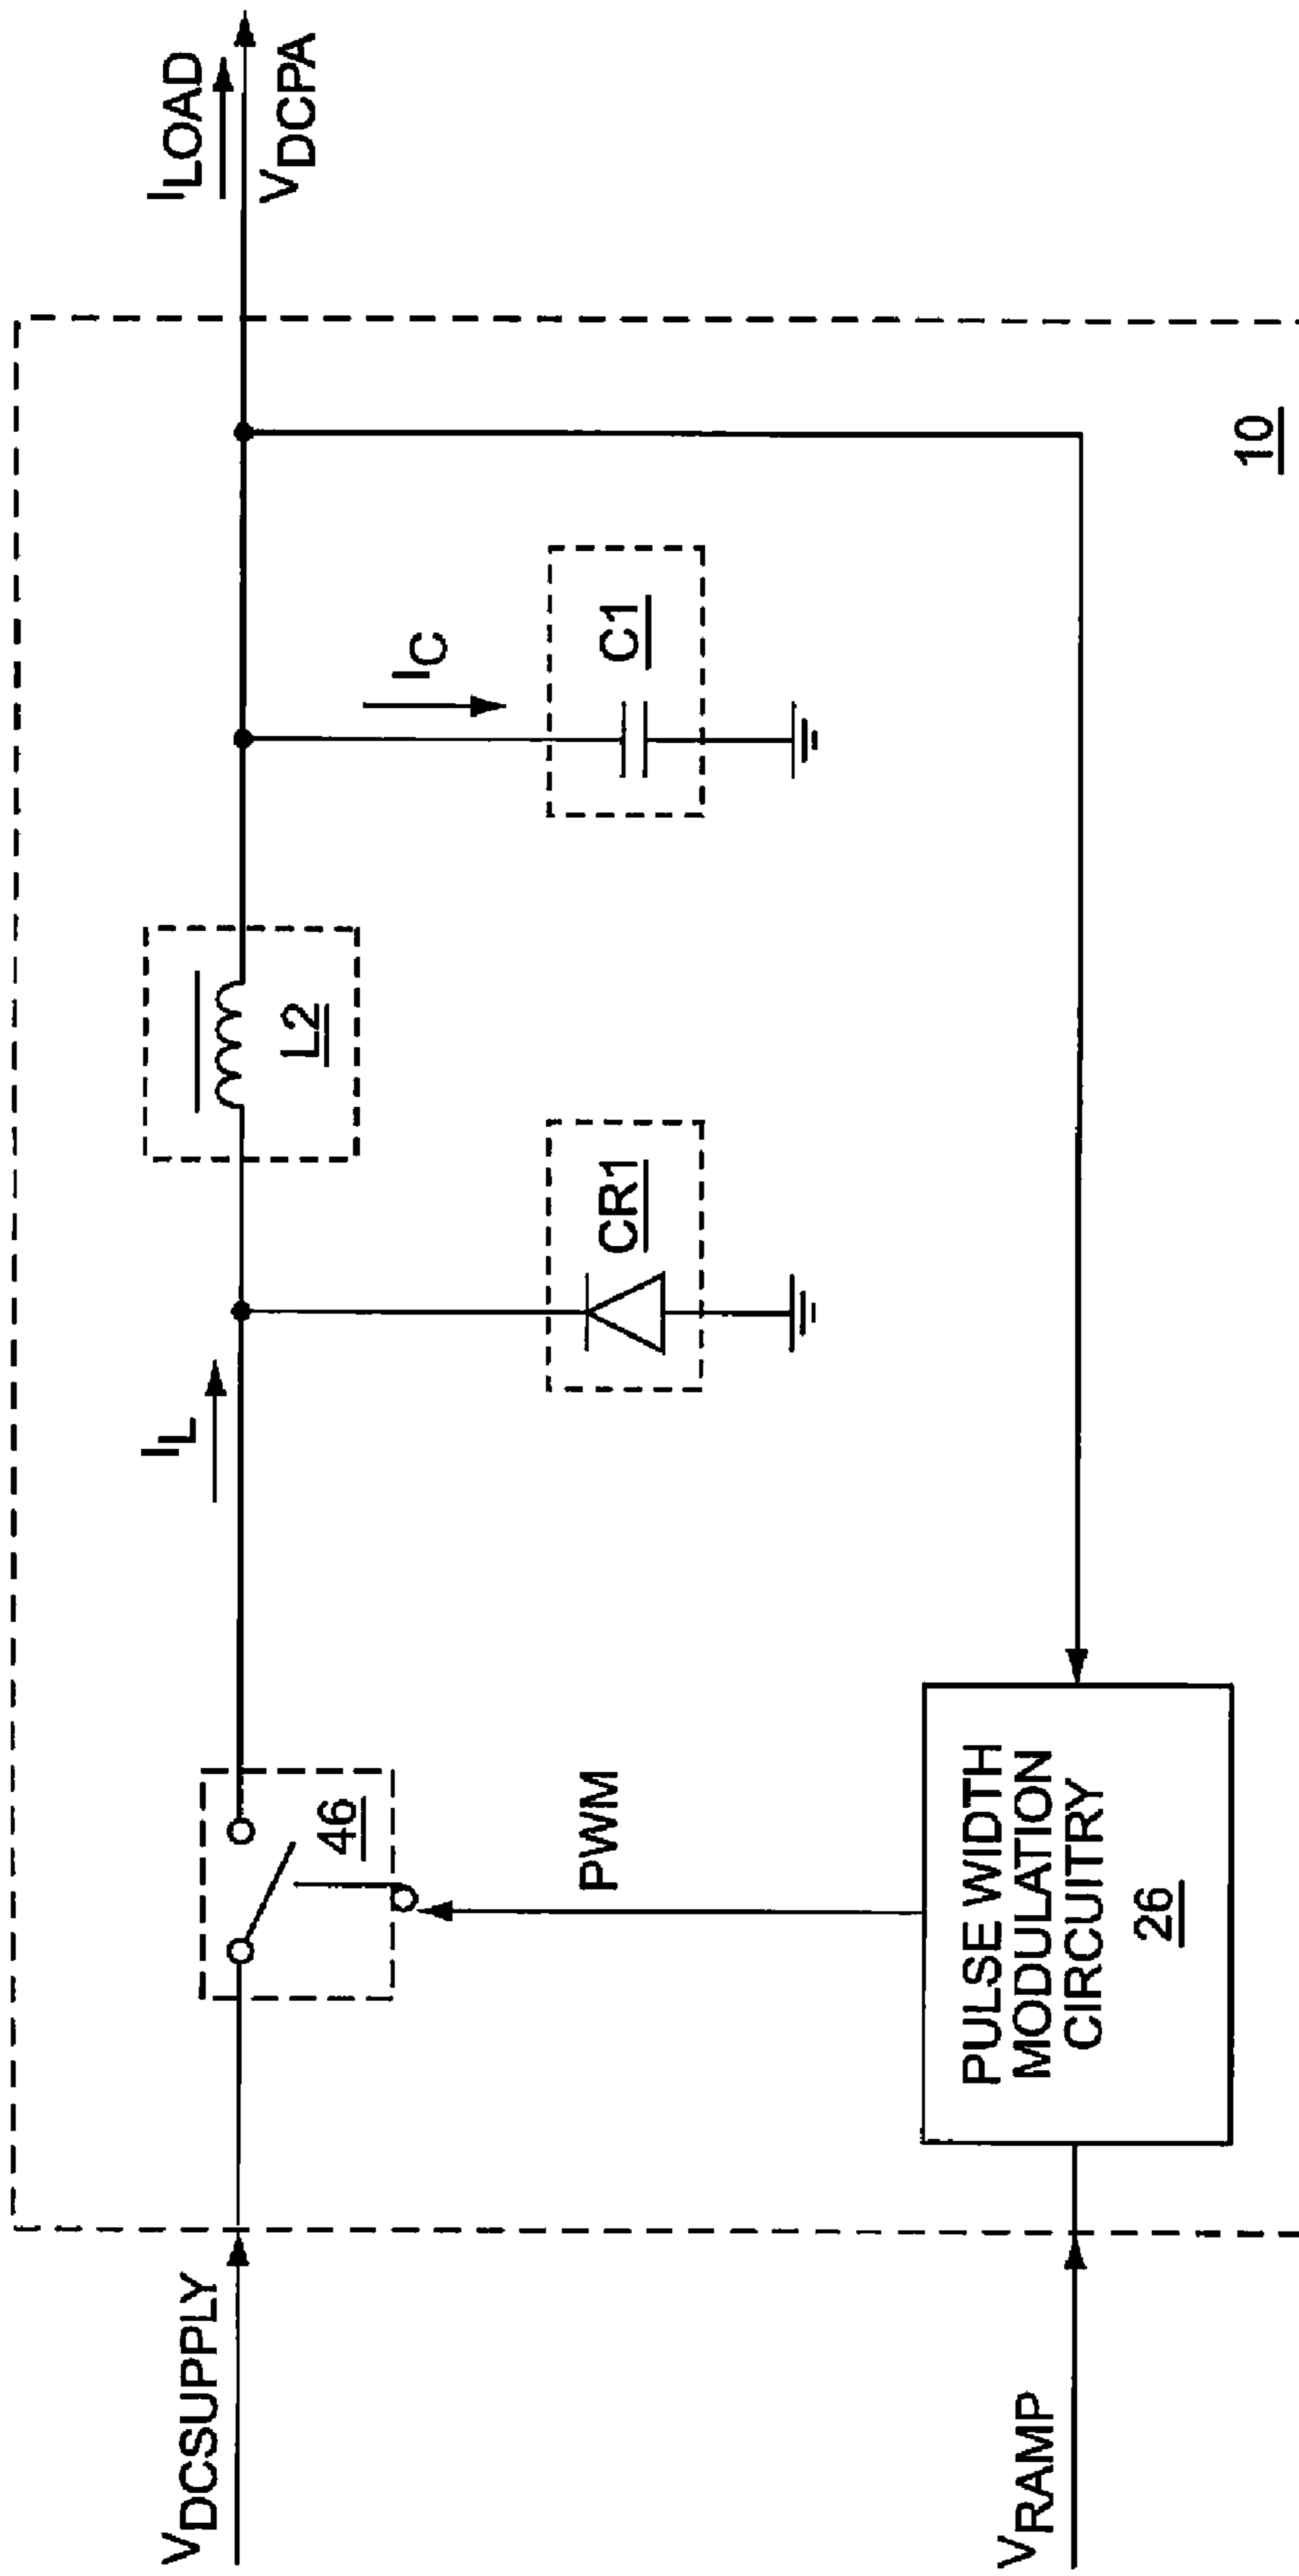 VDCSUPPLY
46
IL
L2
IC
ILOAD
VDCPA
CR1
C1
PWM
VRAMP
PULSE WIDTH
MODULATION
CIRCUITRY
26
10